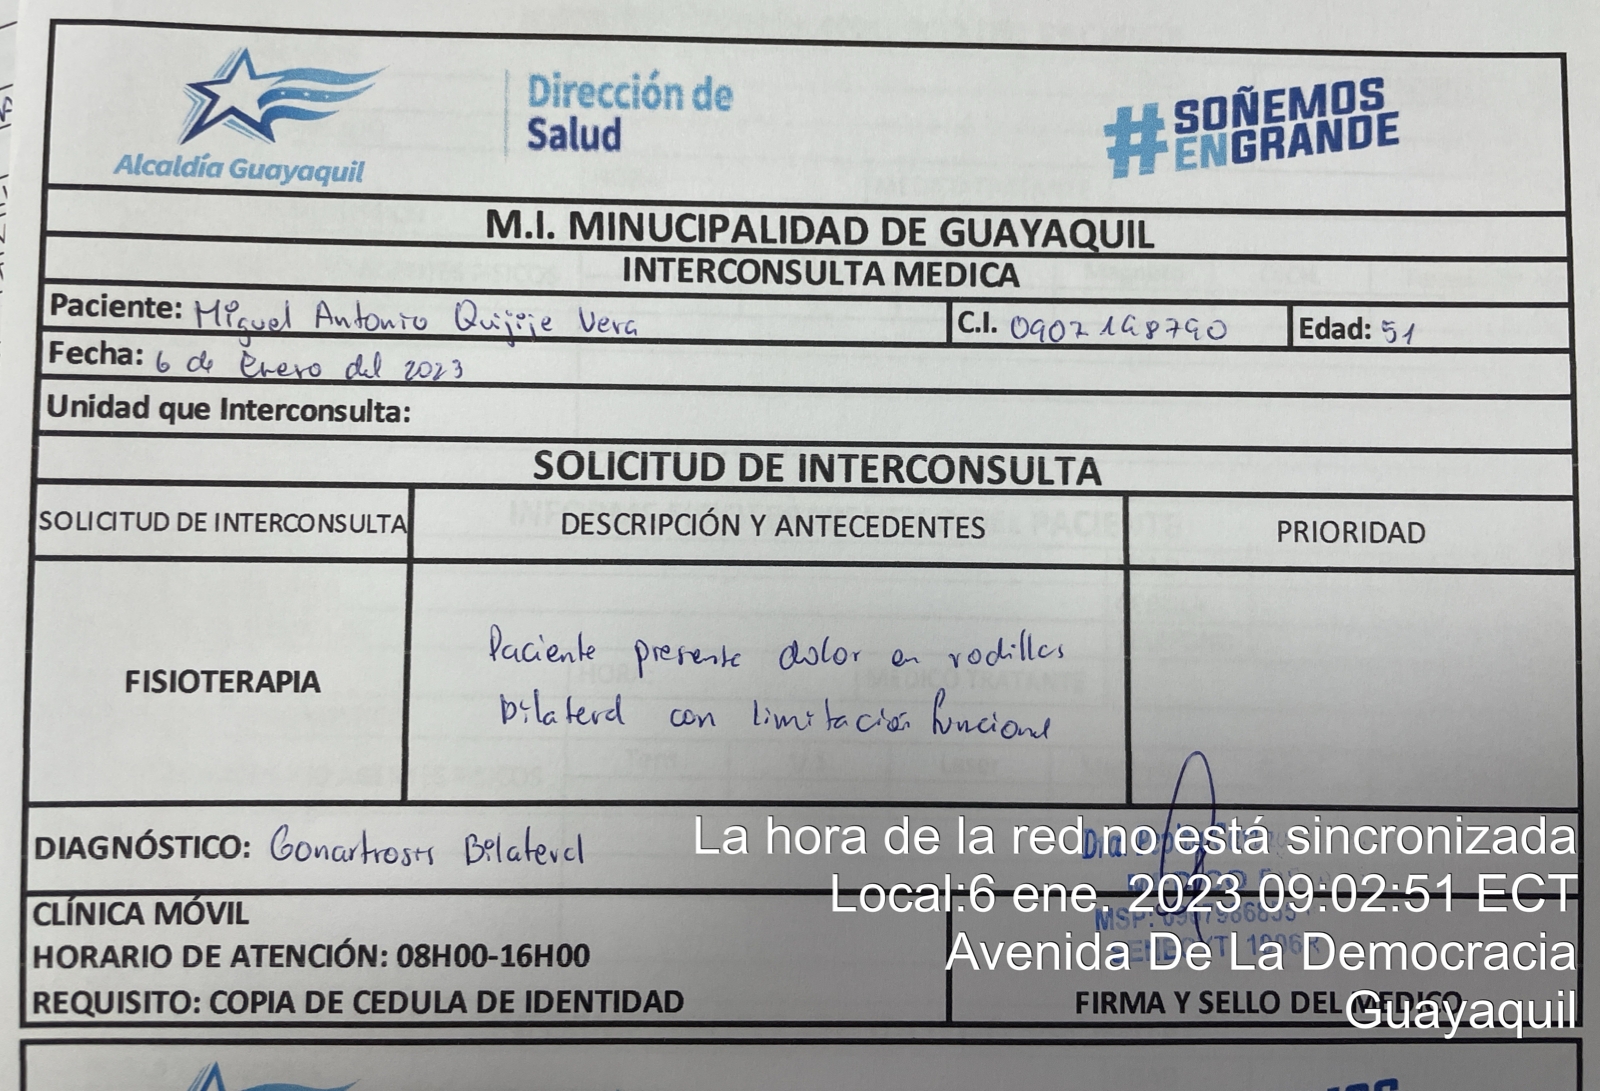 Alcaldía Guayaquil
Dirección de
Salud
#SOÑEMOS
ENGRANDE
M.I. MINUCIPALIDAD DE GUAYAQUIL
INTERCONSULTA MEDICA
Paciente: Miguel Antonio Quijije Vera C.I. 0907148790 Edad: 51
Fecha: 6 de Enero del 2023
Unidad que Interconsulta:
SOLICITUD DE INTERCONSULTA
SOLICITUD DE INTERCONSULTA DESCRIPCIÓN Y ANTECEDENTES PRIORIDAD
FISIOTERAPIA
Paciente presenta dolor en rodillas
bilateral con limitación funcional
DIAGNÓSTICO: Gonartrosis Bilateral
CLÍNICA MÓVIL
HORARIO DE ATENCIÓN: 08H00-16H00
REQUISITO: COPIA DE CEDULA DE IDENTIDAD
Dra.
MSP:
FIRMA Y SELLO DEL MEDICO
La hora de la red no está sincronizada
Local:6 ene. 2023 09:02:51 ECT
Avenida De La Democracia
Guayaquil